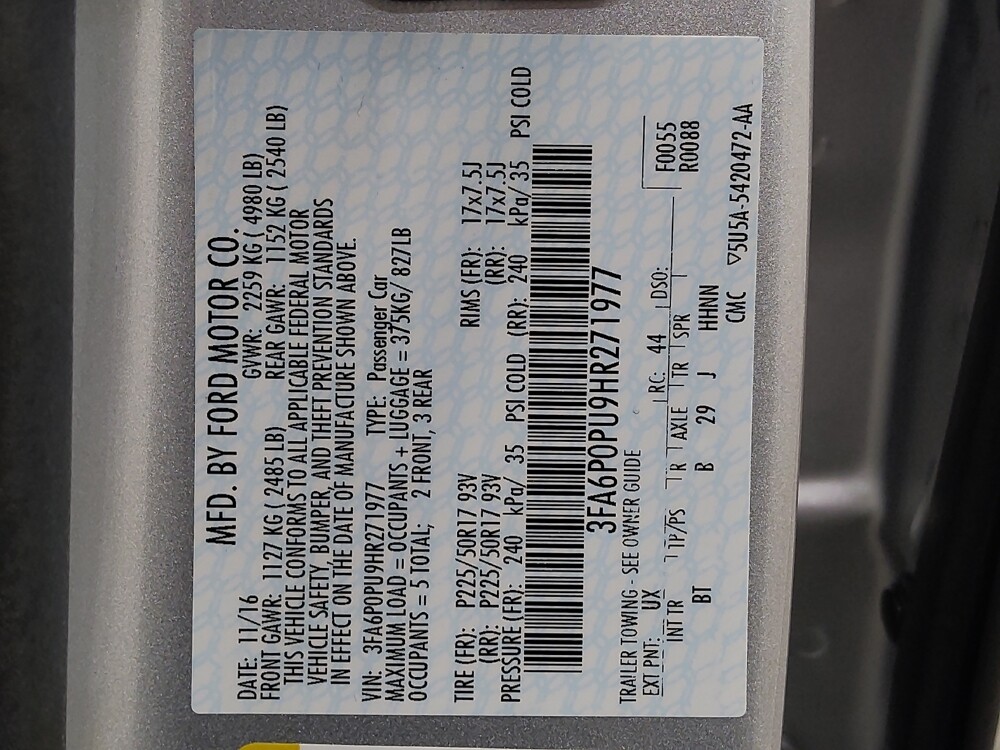 MFD. BY FORD MOTOR CO.
DATE: 11/16 GVWR: 2259 KG ( 4980 LB)
FRONT GAWR: 1127 KG ( 2485 LB) REAR GAWR: 1152 KG ( 2540 LB)
THIS VEHICLE CONFORMS TO ALL APPLICABLE FEDERAL MOTOR
VEHICLE SAFETY, BUMPER, AND THEFT PREVENTION STANDARDS
IN EFFECT ON THE DATE OF MANUFACTURE SHOWN ABOVE.
VIN: 3FA6P0PU9HR271977 TYPE: Passenger Car
MAXIMUM LOAD = OCCUPANTS + LUGGAGE = 375KG/ 827LB
OCCUPANTS = 5 TOTAL; 2 FRONT, 3 REAR
TIRE (FR): P225/50R17 93V RIMS (FR): 17x7.5J
(RR): P225/50R17 93V (RR): 17x7.5J
PRESSURE (FR): 240 kPa/ 35 PSI COLD (RR): 240 kPa/ 35 PSI COLD
3FA6P0PU9HR271977
TRAILER TOWING - SEE OWNER GUIDE
F0055
R0088
EXT PNT: UX RC: 44 DSO:
INT TR TP/PS R AXLE TR SPR
BT B 29 J HHNN
CMC ▽5U5A-5420472-AA